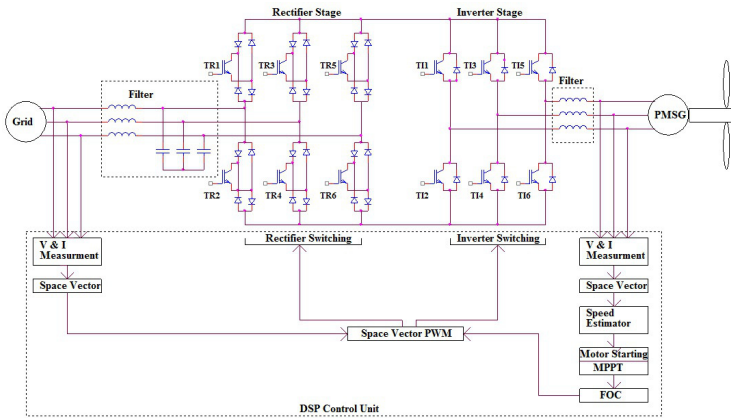 Rectifier Stage
Inverter Stage
TR1
TR3
TR5
TI1
TI3
TI5
Filter
Filter
Grid
PMSG
TR2
TR4
TR6
TI2
TI4
TI6
Rectifier Switching
Inverter Switching
V & I
Measurment
V & I
Measurment
Space Vector
Space Vector
Speed
Estimator
Space Vector PWM
Motor Starting
MPPT
FOC
DSP Control Unit